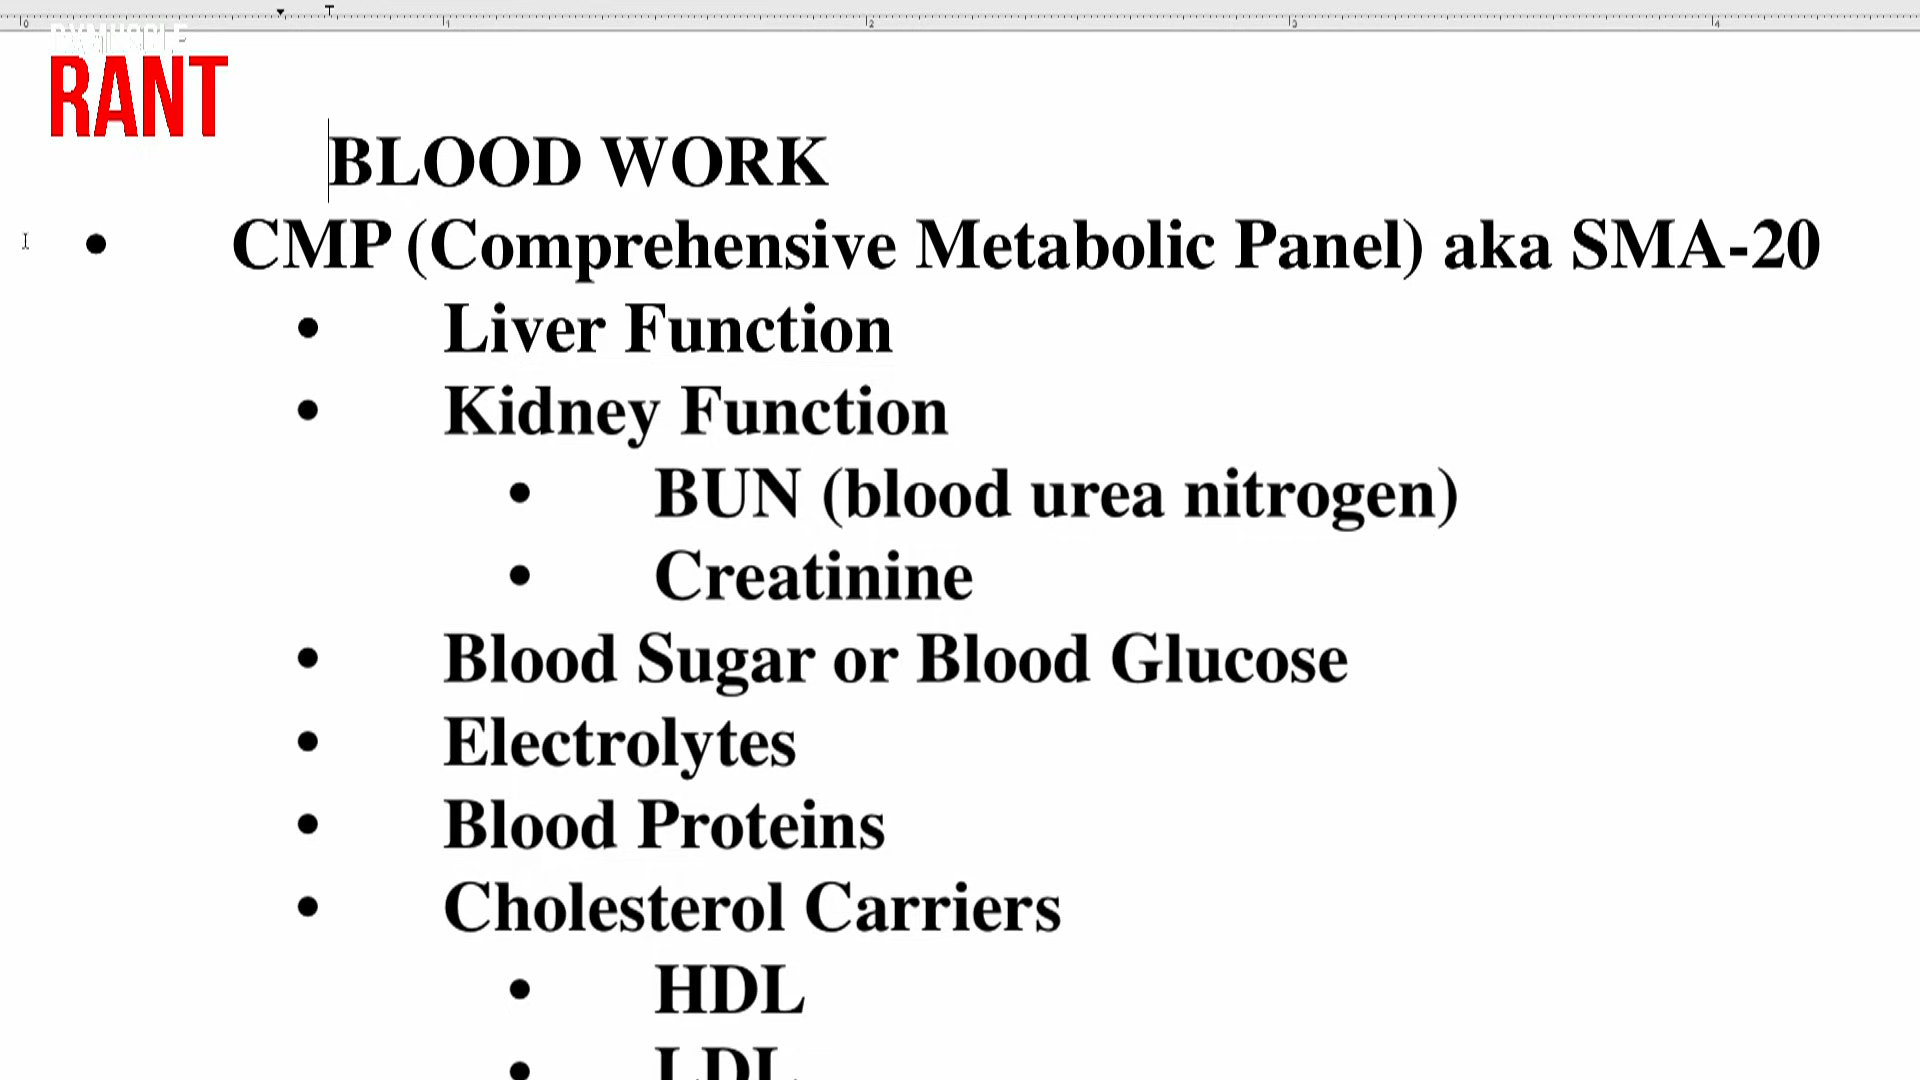 RANT
BLOOD WORK
• CMP (Comprehensive Metabolic Panel) aka SMA-20
• Liver Function
• Kidney Function
• BUN (blood urea nitrogen)
• Creatinine
• Blood Sugar or Blood Glucose
• Electrolytes
• Blood Proteins
• Cholesterol Carriers
• HDL
• LDL